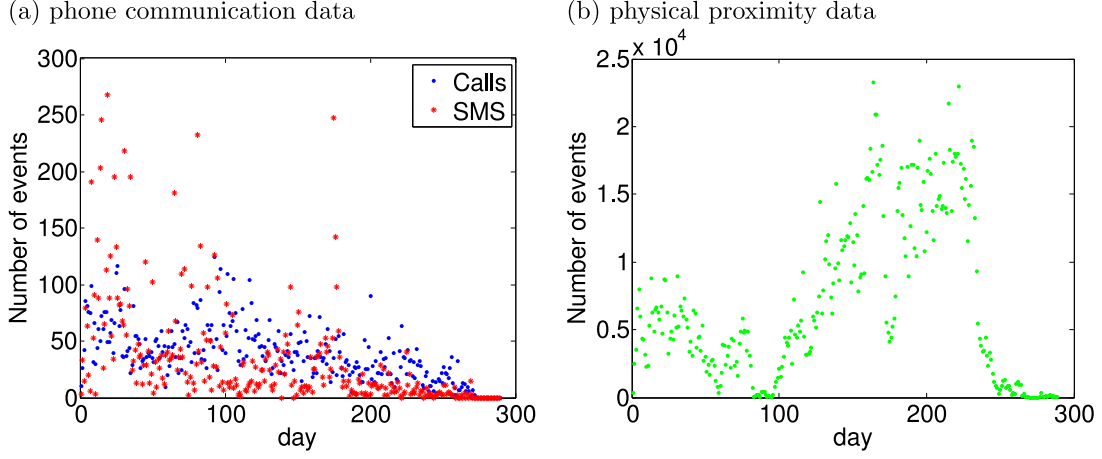 (a) phone communication data
(b) physical proximity data
Number of events
300
250
200
150
100
50
0
Calls
SMS
0
100
200
300
day
Number of events
× 10^4
2.5
2
1.5
1
0.5
0
0
100
200
300
day